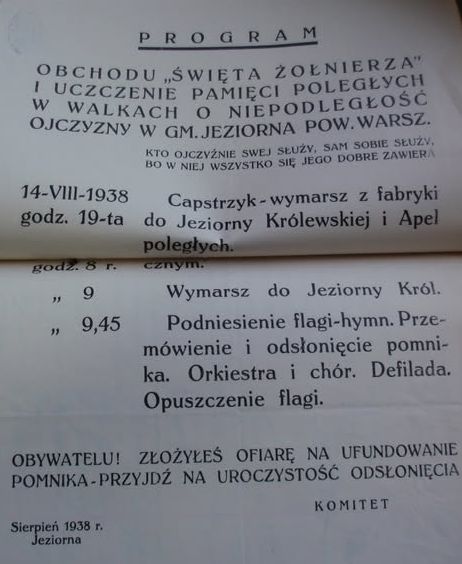 PROGRAM
OBCHODU „ŚWIĘTA ŻOŁNIERZA"
I UCZCZENIE PAMIĘCI POLEGŁYCH
W WALKACH O NIEPODLEGŁOŚĆ
OJCZYZNY W GM. JEZIORNA POW. WARSZ.
KTO OJCZYŹNIE SWEJ SŁUŻY, SAM SOBIE SŁUŻY,
BO W NIEJ WSZYSTKO SIĘ JEGO DOBRE ZAWIERA
14-VIII-1938 Capstrzyk - wymarsz z fabryki
godz. 19-ta do Jeziorny Królewskiej i Apel
poległych.
godz. 8 r. cznym.
„ 9 Wymarsz do Jeziorny Król.
„ 9,45 Podniesienie flagi-hymn. Prze-
mówienie i odsłonięcie pomni-
ka. Orkiestra i chór. Defilada.
Opuszczenie flagi.
OBYWATELU! ZŁOŻYŁEŚ OFIARĘ NA UFUNDOWANIE
POMNIKA - PRZYJDŹ NA UROCZYSTOŚĆ ODSŁONIĘCIA
KOMITET
Sierpień 1938 r.
Jeziorna